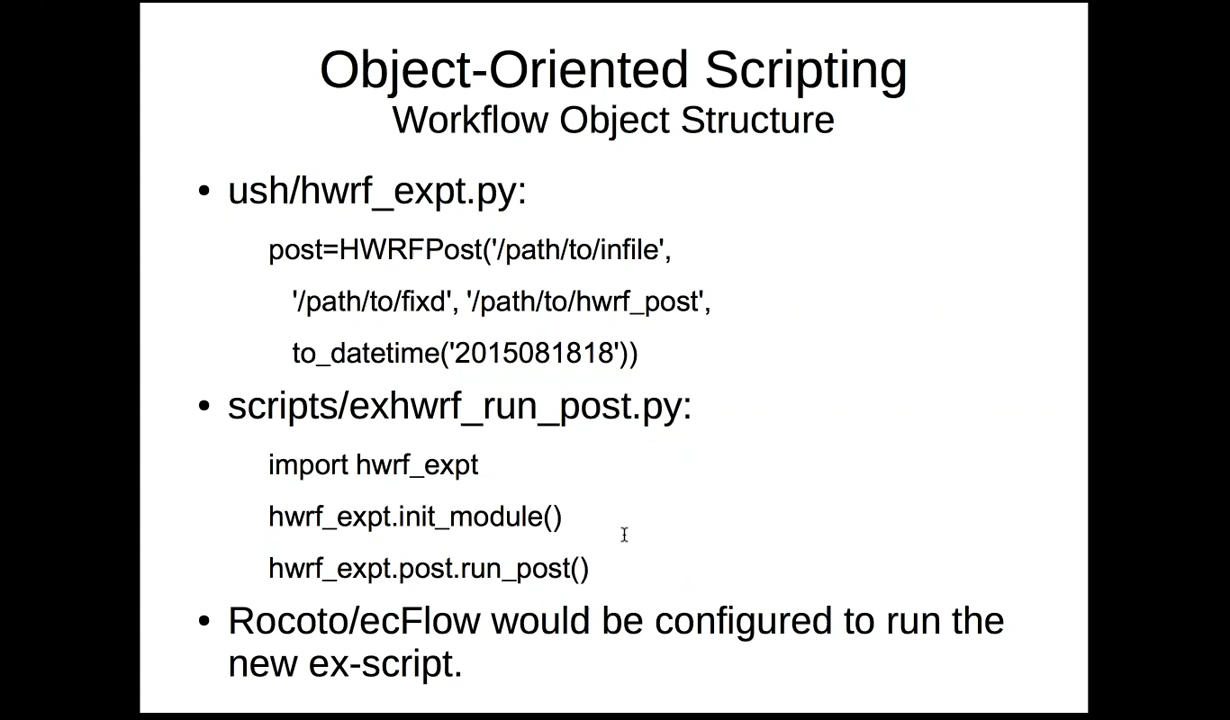 Object-Oriented Scripting
Workflow Object Structure
• ush/hwrf_expt.py:
post=HWRFPost('/path/to/infile',
'/path/to/fixd', '/path/to/hwrf_post',
to_datetime('2015081818'))
• scripts/exhwrf_run_post.py:
import hwrf_expt
hwrf_expt.init_module()
hwrf_expt.post.run_post()
• Rocoto/ecFlow would be configured to run the
new ex-script.